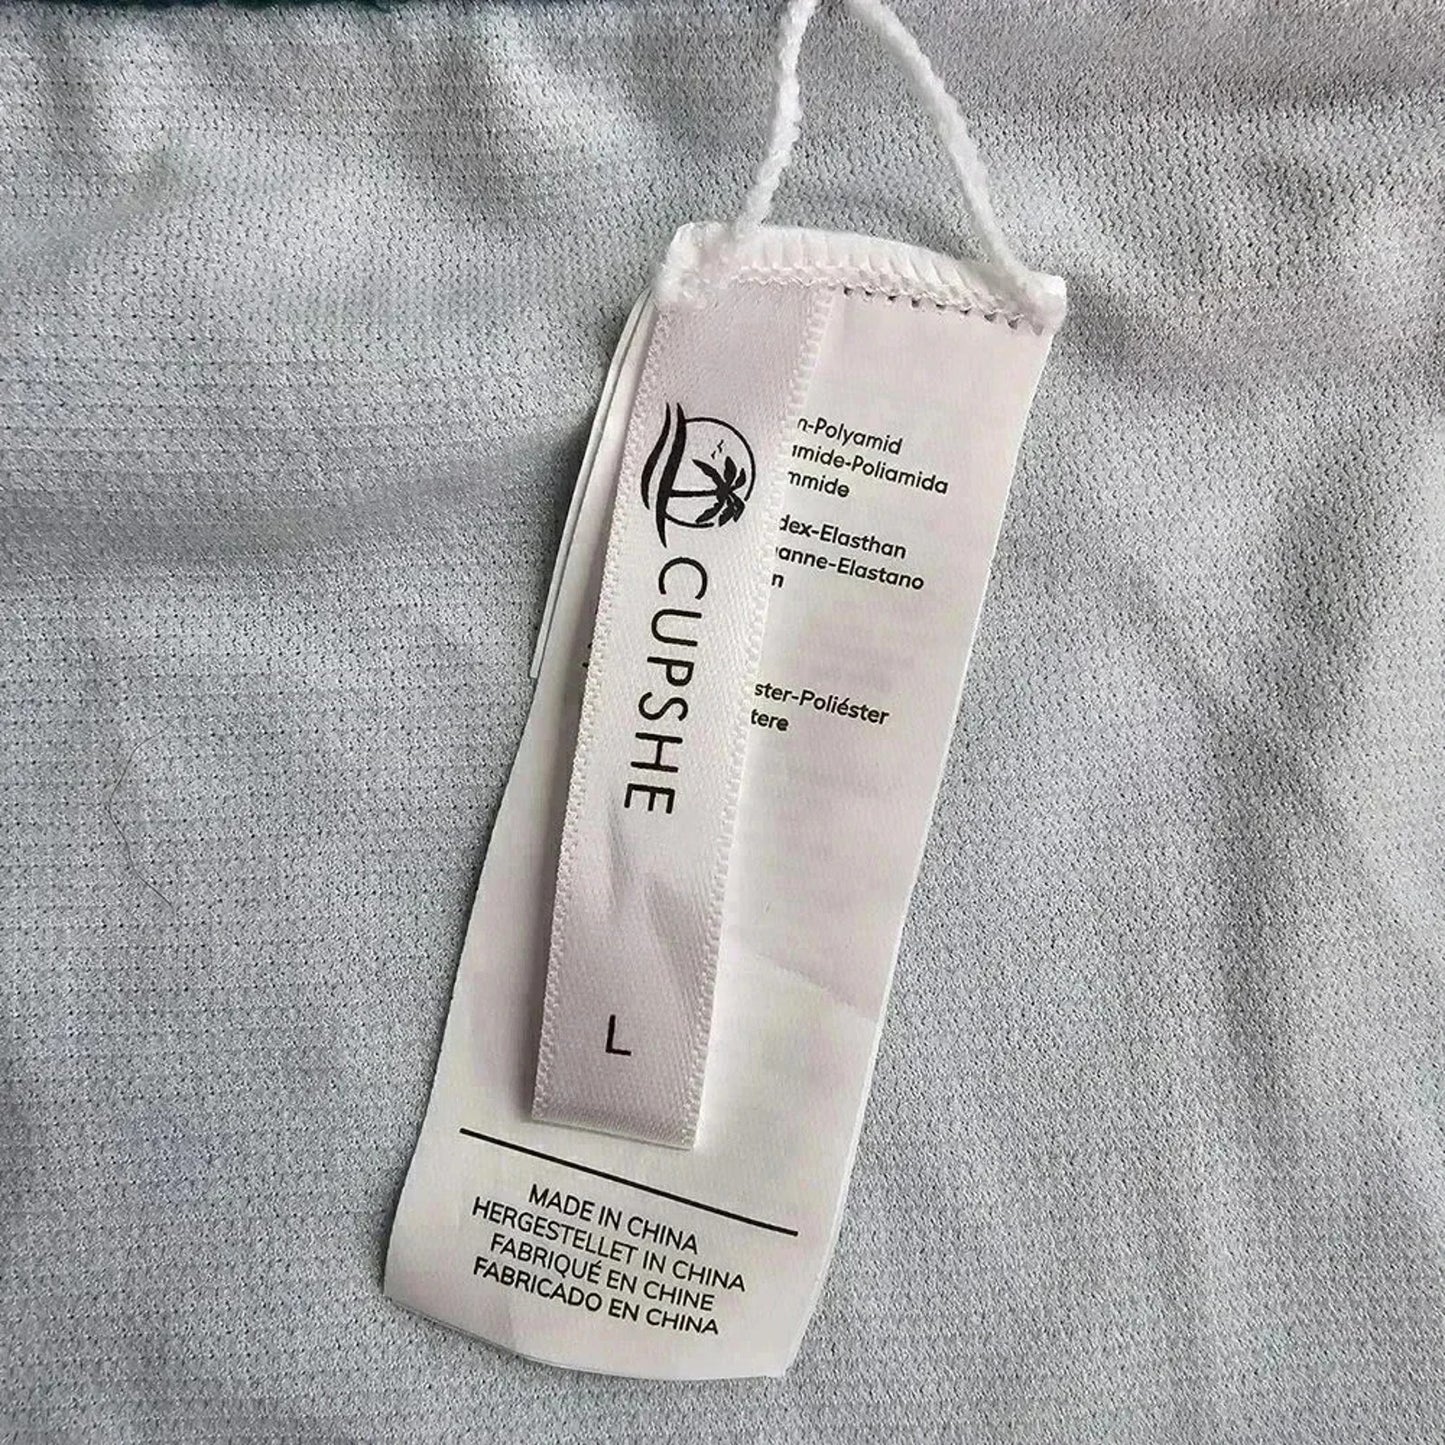 CUPSHE
L
n-Polyamid
amide-Poliamida
mmide
dex-Elasthan
anne-Elastano
n
ster-Poliéster
tere
MADE IN CHINA
HERGESTELLET IN CHINA
FABRIQUÉ EN CHINE
FABRICADO EN CHINA